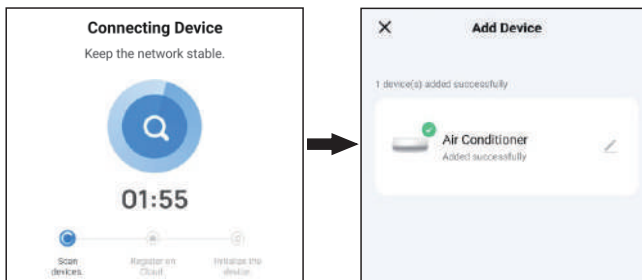 Connecting Device
Keep the network stable.
01:55
Scan
devices.
Register on
Cloud.
Initialize the
device.
Add Device
1 device(s) added successfully
Air Conditioner
Added successfully